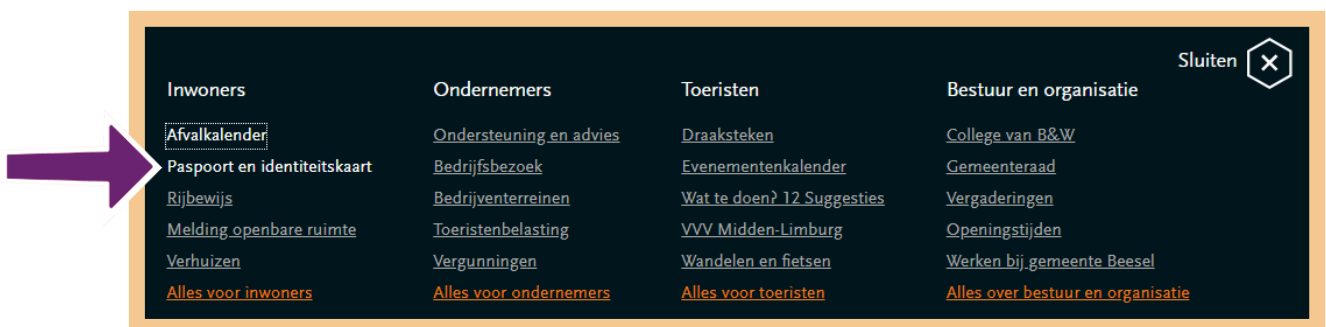 Sluiten
Inwoners
Afvalkalender
Paspoort en identiteitskaart
Rijbewijs
Melding openbare ruimte
Verhuizen
Alles voor inwoners
Ondernemers
Ondersteuning en advies
Bedrijfsbezoek
Bedrijventerreinen
Toeristenbelasting
Vergunningen
Alles voor ondernemers
Toeristen
Draaksteken
Evenementenkalender
Wat te doen? 12 Suggesties
VVV Midden-Limburg
Wandelen en fietsen
Alles voor toeristen
Bestuur en organisatie
College van B&W
Gemeenteraad
Vergaderingen
Openingstijden
Werken bij gemeente Beesel
Alles over bestuur en organisatie